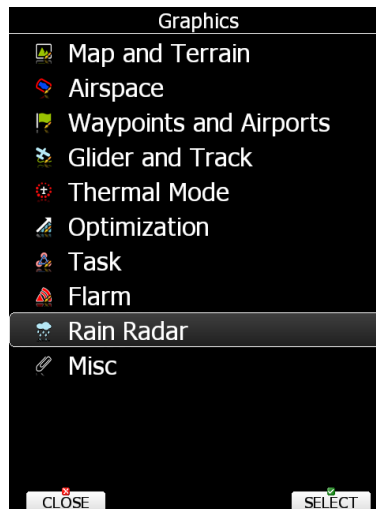 Graphics
Map and Terrain
Airspace
Waypoints and Airports
Glider and Track
Thermal Mode
Optimization
Task
Flarm
Rain Radar
Misc
CLOSE
SELECT